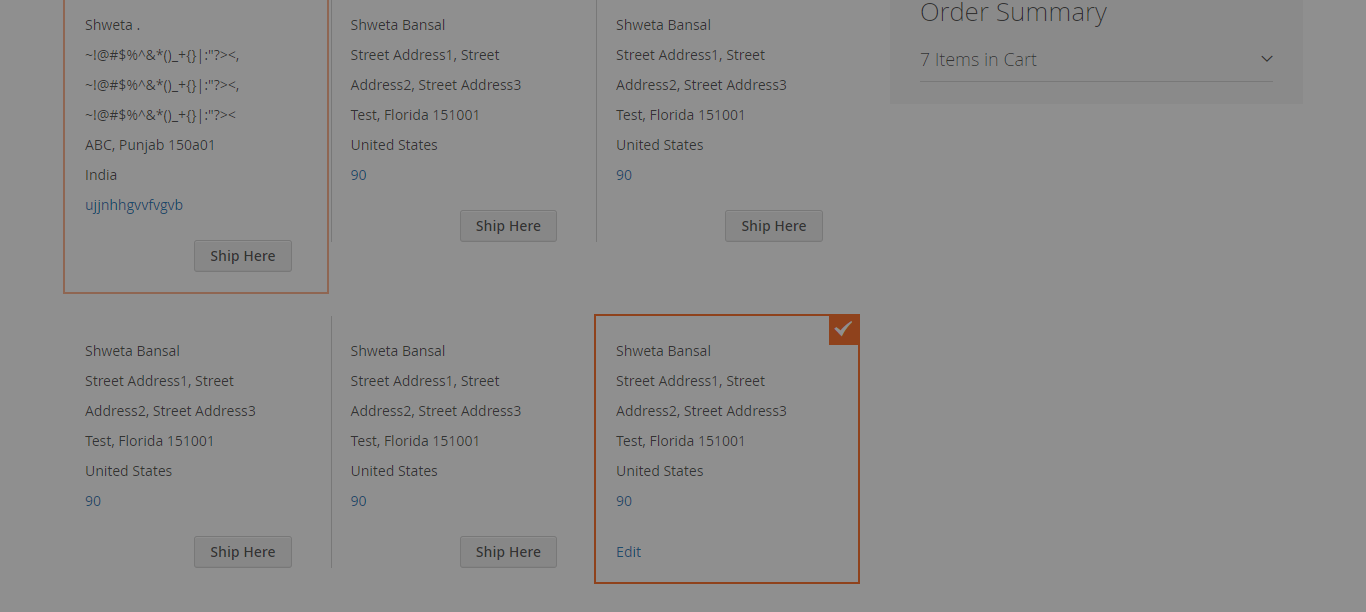 Shweta .
~!@#$%^&*()_+{}|:"?><,
~!@#$%^&*()_+{}|:"?><,
~!@#$%^&*()_+{}|:"?><
ABC, Punjab 150a01
India
ujjnhhgvvfvgvb
Ship Here
Shweta Bansal
Street Address1, Street
Address2, Street Address3
Test, Florida 151001
United States
90
Ship Here
Shweta Bansal
Street Address1, Street
Address2, Street Address3
Test, Florida 151001
United States
90
Ship Here
Order Summary
7 Items in Cart
Shweta Bansal
Street Address1, Street
Address2, Street Address3
Test, Florida 151001
United States
90
Ship Here
Shweta Bansal
Street Address1, Street
Address2, Street Address3
Test, Florida 151001
United States
90
Ship Here
Shweta Bansal
Street Address1, Street
Address2, Street Address3
Test, Florida 151001
United States
90
Edit